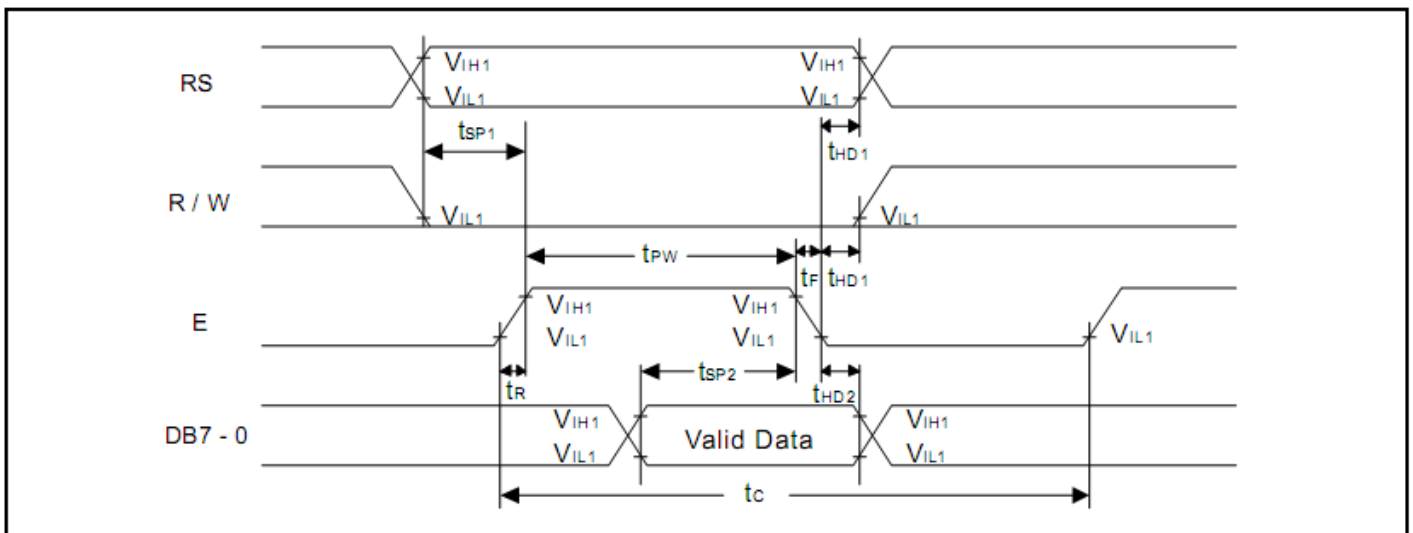 RS
VIH1 VIH1
VIL1 VIL1
tSP1 tHD1
R / W
VIL1 VIL1
tPW
tF tHD1
E
VIH1 VIH1
VIL1 VIL1 VIL1
tR tSP2 tHD2
DB7 - 0
VIH1 VIH1
Valid Data
VIL1 VIL1
tC